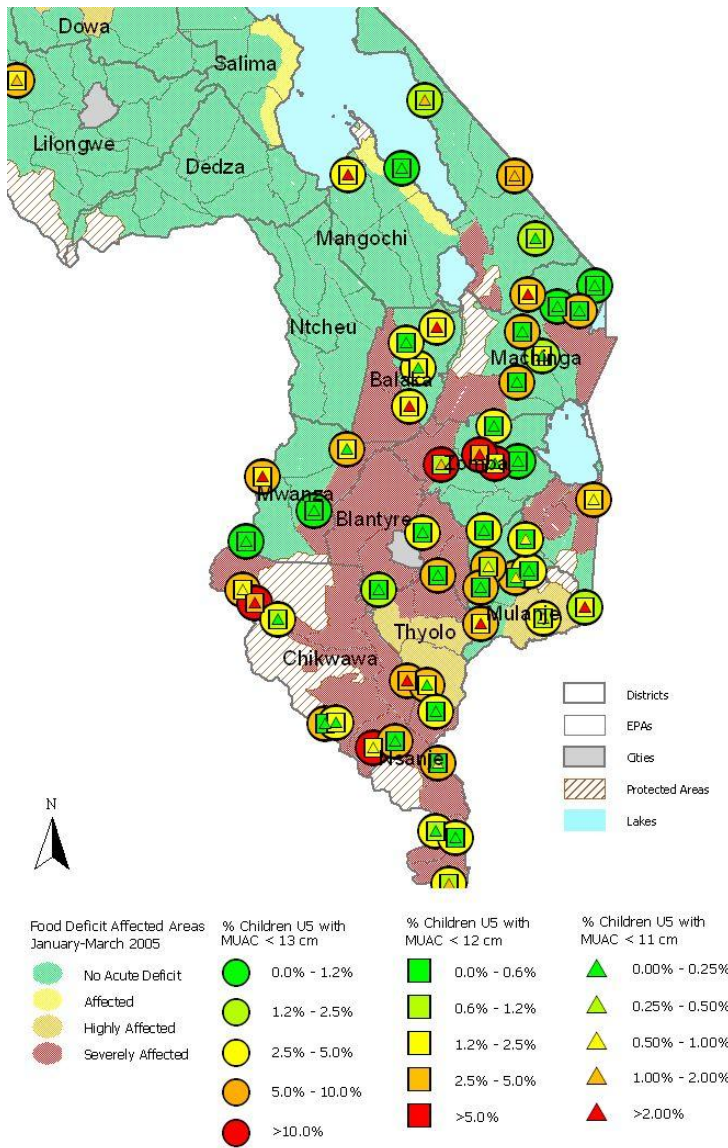 Dowa
Salima
Lilongwe
Dedza
Mangochi
Ntcheu
Machinga
Balaka
Zomba
Mwanza
Blantyre
Mulanje
Thyolo
Chikwawa
Nsanje
Districts
EPAs
Cities
Protected Areas
Lakes
N
Food Deficit Affected Areas
January-March 2005
No Acute Deficit
Affected
Highly Affected
Severely Affected
% Children U5 with
MUAC < 13 cm
0.0% - 1.2%
1.2% - 2.5%
2.5% - 5.0%
5.0% - 10.0%
>10.0%
% Children U5 with
MUAC < 12 cm
0.0% - 0.6%
0.6% - 1.2%
1.2% - 2.5%
2.5% - 5.0%
>5.0%
% Children U5 with
MUAC < 11 cm
0.00% - 0.25%
0.25% - 0.50%
0.50% - 1.00%
1.00% - 2.00%
>2.00%